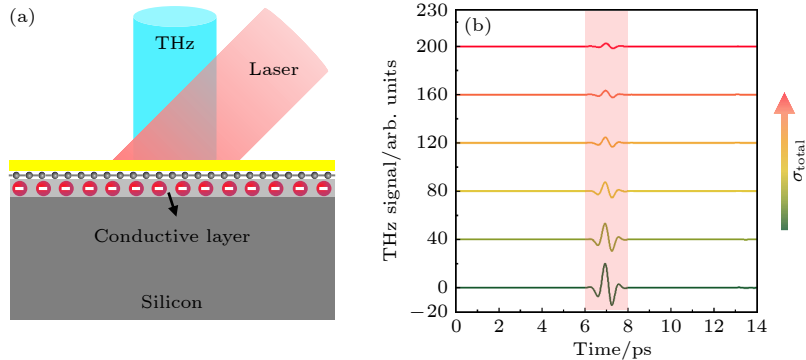 (a)
THz
Laser
Conductive layer
Silicon
(b)
THz signal/arb. units
230
200
160
120
80
40
0
−20
0 2 4 6 8 10 12 14
Time/ps
σtotal